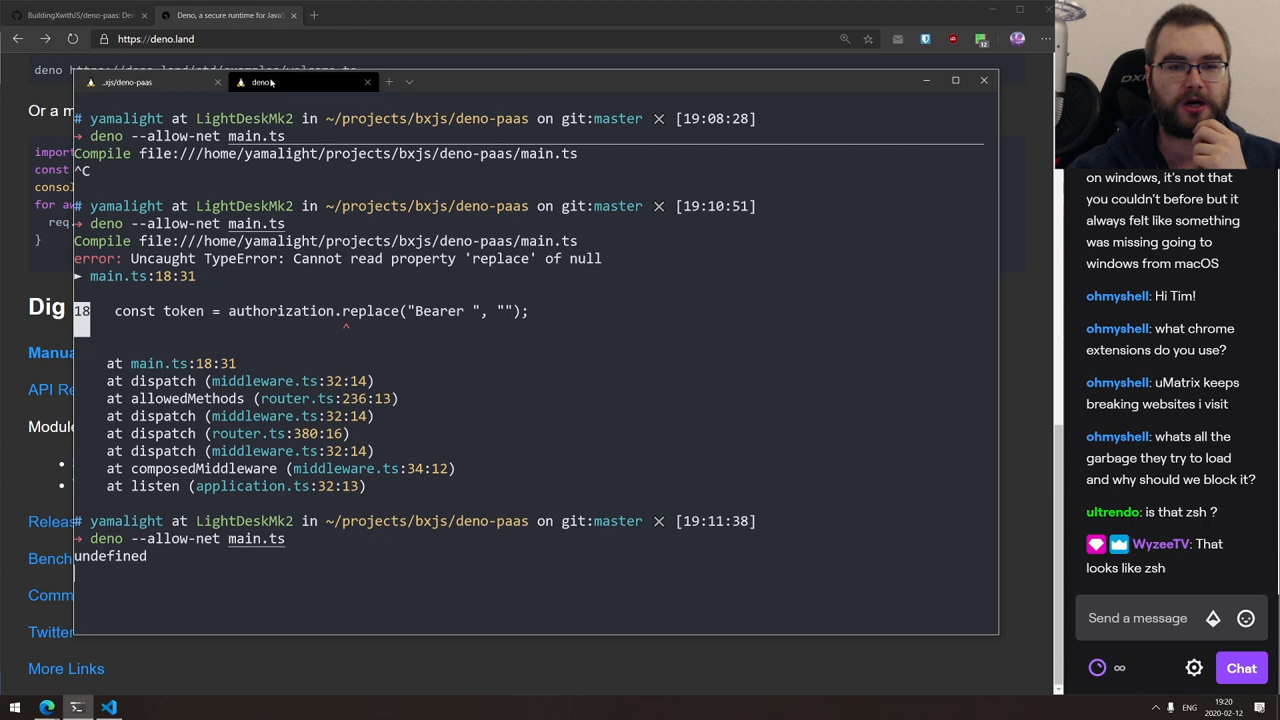 BuildingXwithJS/deno-paas: Den
Deno, a secure runtime for JavaS
https://deno.land
12
Or a m
impor
const
conso
for aw
req.
}
Dig
Manua
API Re
Module
Releas
Bench
Comm
Twitter
More Links
_xjs/deno-paas
deno
# yamalight at LightDeskMk2 in ~/projects/bxjs/deno-paas on git:master ✕ [19:08:28]
→ deno --allow-net main.ts
Compile file:///home/yamalight/projects/bxjs/deno-paas/main.ts
^C
# yamalight at LightDeskMk2 in ~/projects/bxjs/deno-paas on git:master ✕ [19:10:51]
→ deno --allow-net main.ts
Compile file:///home/yamalight/projects/bxjs/deno-paas/main.ts
error: Uncaught TypeError: Cannot read property 'replace' of null
► main.ts:18:31
18 const token = authorization.replace("Bearer ", "");
^
at main.ts:18:31
at dispatch (middleware.ts:32:14)
at allowedMethods (router.ts:236:13)
at dispatch (middleware.ts:32:14)
at dispatch (router.ts:380:16)
at dispatch (middleware.ts:32:14)
at composedMiddleware (middleware.ts:34:12)
at listen (application.ts:32:13)
# yamalight at LightDeskMk2 in ~/projects/bxjs/deno-paas on git:master ✕ [19:11:38]
→ deno --allow-net main.ts
undefined
DXR
on windows, it's not that
you couldn't before but it
always felt like something
was missing going to
windows from macOS
ohmyshell: Hi Tim!
ohmyshell: what chrome
extensions do you use?
ohmyshell: uMatrix keeps
breaking websites i visit
ohmyshell: whats all the
garbage they try to load
and why should we block it?
ultrendo: is that zsh ?
WyzeeTV: That
looks like zsh
Send a message
∞
Chat
ENG
19:20
2020-02-12